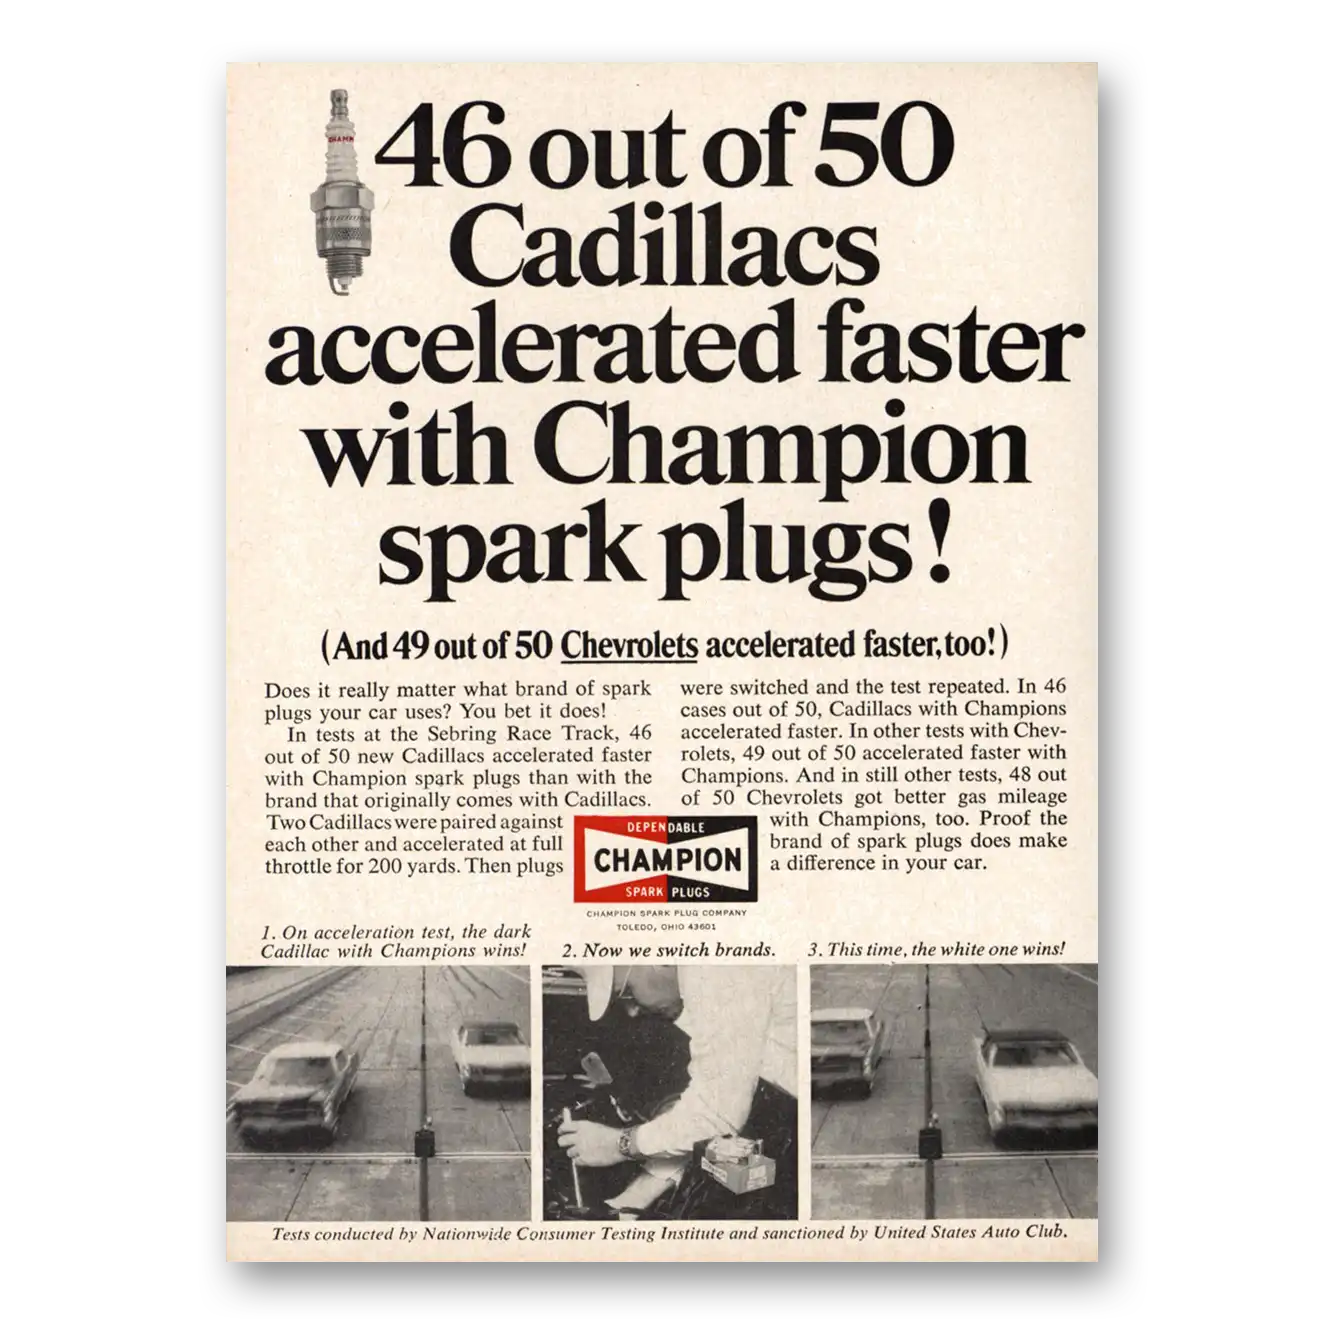 46 out of 50
Cadillacs
accelerated faster
with Champion
spark plugs!
(And 49 out of 50 Chevrolets accelerated faster, too!)
Does it really matter what brand of spark
plugs your car uses? You bet it does!
In tests at the Sebring Race Track, 46
out of 50 new Cadillacs accelerated faster
with Champion spark plugs than with the
brand that originally comes with Cadillacs.
Two Cadillacs were paired against
each other and accelerated at full
throttle for 200 yards. Then plugs
were switched and the test repeated. In 46
cases out of 50, Cadillacs with Champions
accelerated faster. In other tests with Chev-
rolets, 49 out of 50 accelerated faster with
Champions. And in still other tests, 48 out
of 50 Chevrolets got better gas mileage
with Champions, too. Proof the
brand of spark plugs does make
a difference in your car.
DEPENDABLE
CHAMPION
SPARK PLUGS
CHAMPION SPARK PLUG COMPANY
TOLEDO, OHIO 43601
1. On acceleration test, the dark
Cadillac with Champions wins!
2. Now we switch brands.
3. This time, the white one wins!
Tests conducted by Nationwide Consumer Testing Institute and sanctioned by United States Auto Club.